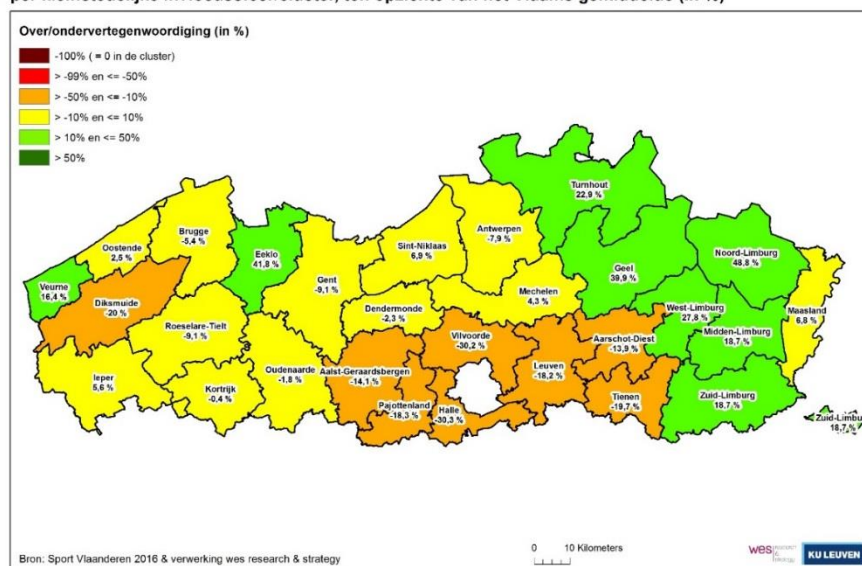 Over/ondervertegenwoordiging (in %)
-100% ( = 0 in de cluster)
> -99% en <= -50%
> -50% en <= -10%
> -10% en <= 10%
> 10% en <= 50%
> 50%
Turnhout
22,9 %
Brugge
-5,4 %
Antwerpen
-7,9 %
Oostende
2,5 %
Sint-Niklaas
6,9 %
Eeklo
41,8 %
Noord-Limburg
48,8 %
Gent
-9,1 %
Geel
39,9 %
Veurne
16,4 %
Diksmuide
-20 %
Mechelen
4,3 %
Dendermonde
-2,3 %
West-Limburg
27,8 %
Maasland
6,8 %
Roeselare-Tielt
-9,1 %
Vilvoorde
-30,2 %
Aarschot-Diest
-13,9 %
Midden-Limburg
18,7 %
Leuven
-18,2 %
Oudenaarde
-1,8 %
Aalst-Geraardsbergen
-14,1 %
Ieper
5,6 %
Kortrijk
-0,4 %
Zuid-Limburg
18,7 %
Tienen
-19,7 %
Pajottenland
-18,3 %
Halle
-30,3 %
Zuid-Limbu
18,7 %
0 10 Kilometers
wes research & strategy
KU LEUVEN
Bron: Sport Vlaanderen 2016 & verwerking wes research & strategy